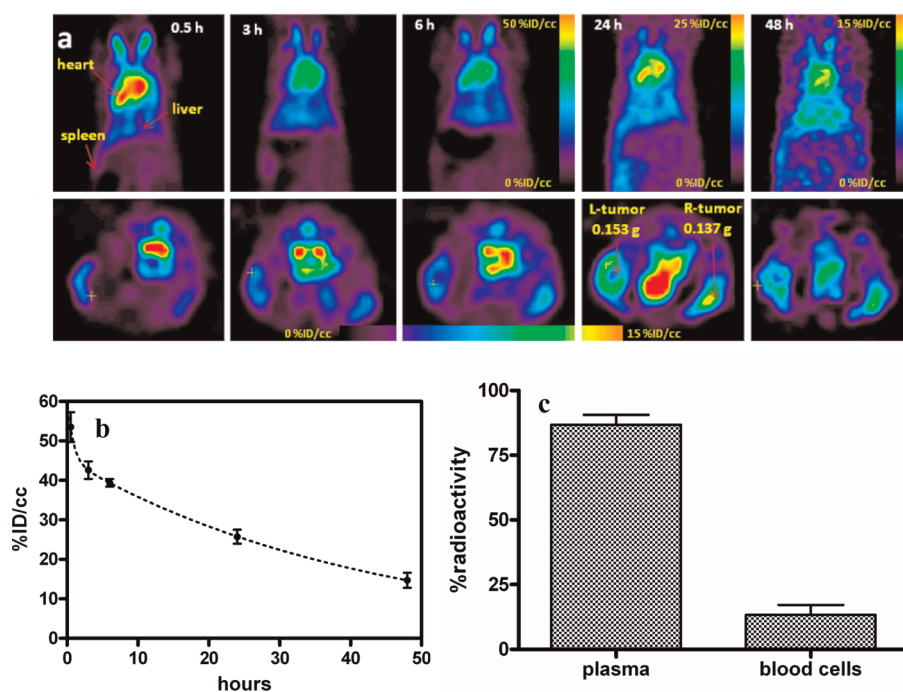 a
0.5 h
3 h
6 h
50 %ID/cc
24 h
25 %ID/cc
48 h
15 %ID/cc
heart
liver
spleen
0 %ID/cc
0 %ID/cc
0 %ID/cc
L-tumor
0.153 g
R-tumor
0.137 g
0 %ID/cc
15 %ID/cc
b
60
50
40
30
20
10
0
%ID/cc
0
10
20
30
40
50
hours
c
100
75
50
25
0
%radioactivity
plasma
blood cells